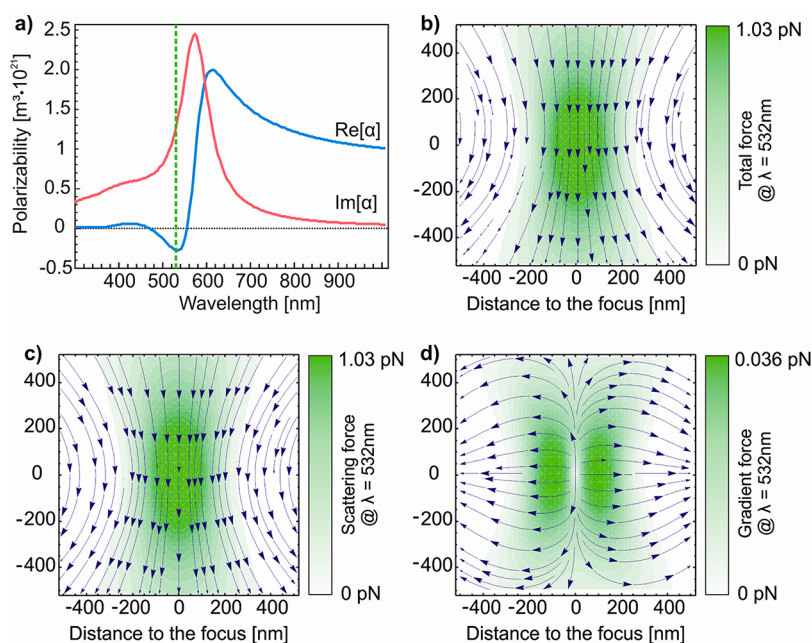 a)
Polarizability [m³·10²¹]
2.5
2.0
1.5
1
0.5
0
-0.5
Re[α]
Im[α]
400 500 600 700 800 900
Wavelength [nm]
b)
400
200
0
-200
-400
-400 -200 0 200 400
Distance to the focus [nm]
1.03 pN
Total force
@ λ = 532nm
0 pN
c)
400
200
0
-200
-400
-400 -200 0 200 400
Distance to the focus [nm]
1.03 pN
Scattering force
@ λ = 532nm
0 pN
d)
400
200
0
-200
-400
-400 -200 0 200 400
Distance to the focus [nm]
0.036 pN
Gradient force
@ λ = 532nm
0 pN